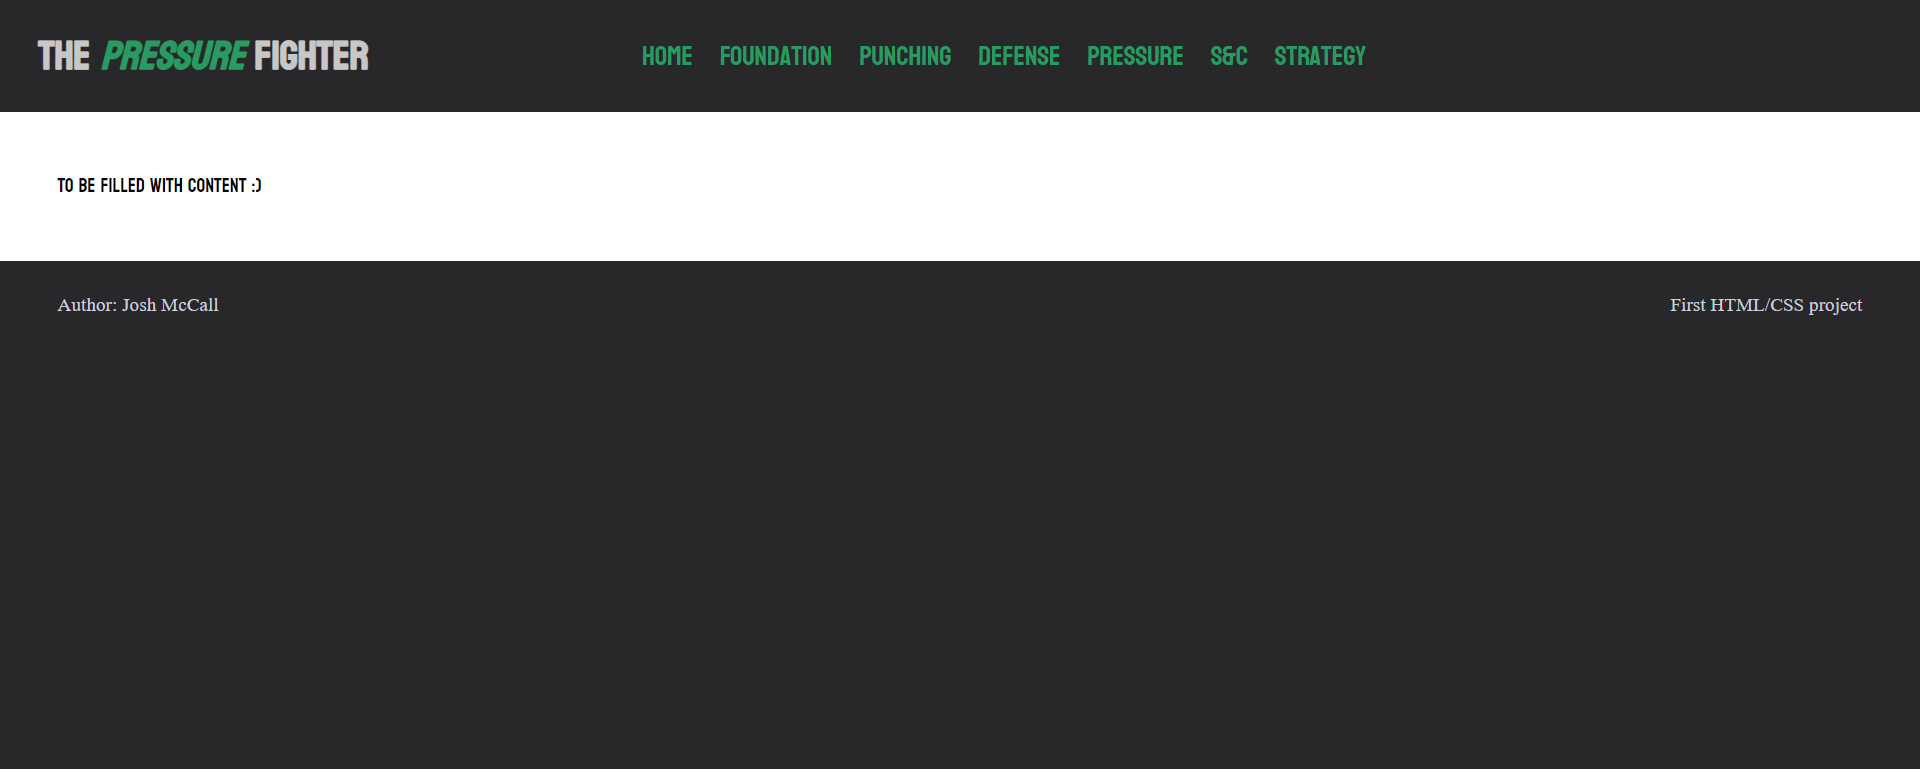 THE PRESSURE FIGHTER
HOME FOUNDATION PUNCHING DEFENSE PRESSURE S&C STRATEGY
TO BE FILLED WITH CONTENT :)
Author: Josh McCall
First HTML/CSS project